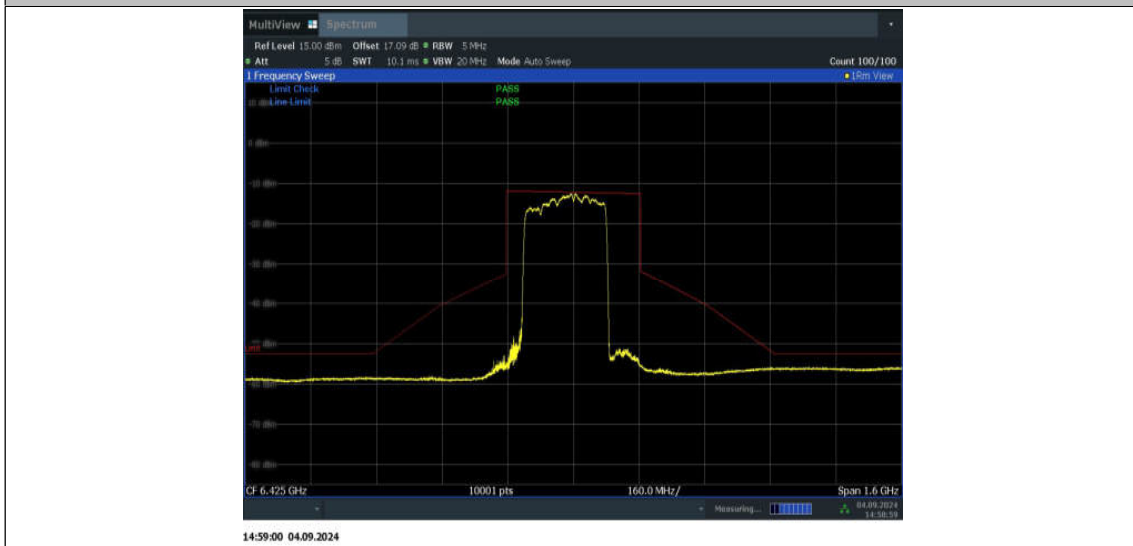 MultiView Spectrum
Ref Level 15.00 dBm Offset 17.09 dB RBW 5 MHz
Att 5 dB SWT 10.1 ms VBW 20 MHz Mode Auto Sweep Count 100/100
1 Frequency Sweep 1Rm View
Limit Check PASS
10 dBm Line Limit PASS
0 dBm
-10 dBm
-20 dBm
-30 dBm
-40 dBm
-50 dBm
-60 dBm
-70 dBm
-80 dBm
CF 6.425 GHz 10001 pts 160.0 MHz/ Span 1.6 GHz
Measuring... 04.09.2024
14:58:59
14:59:00 04.09.2024